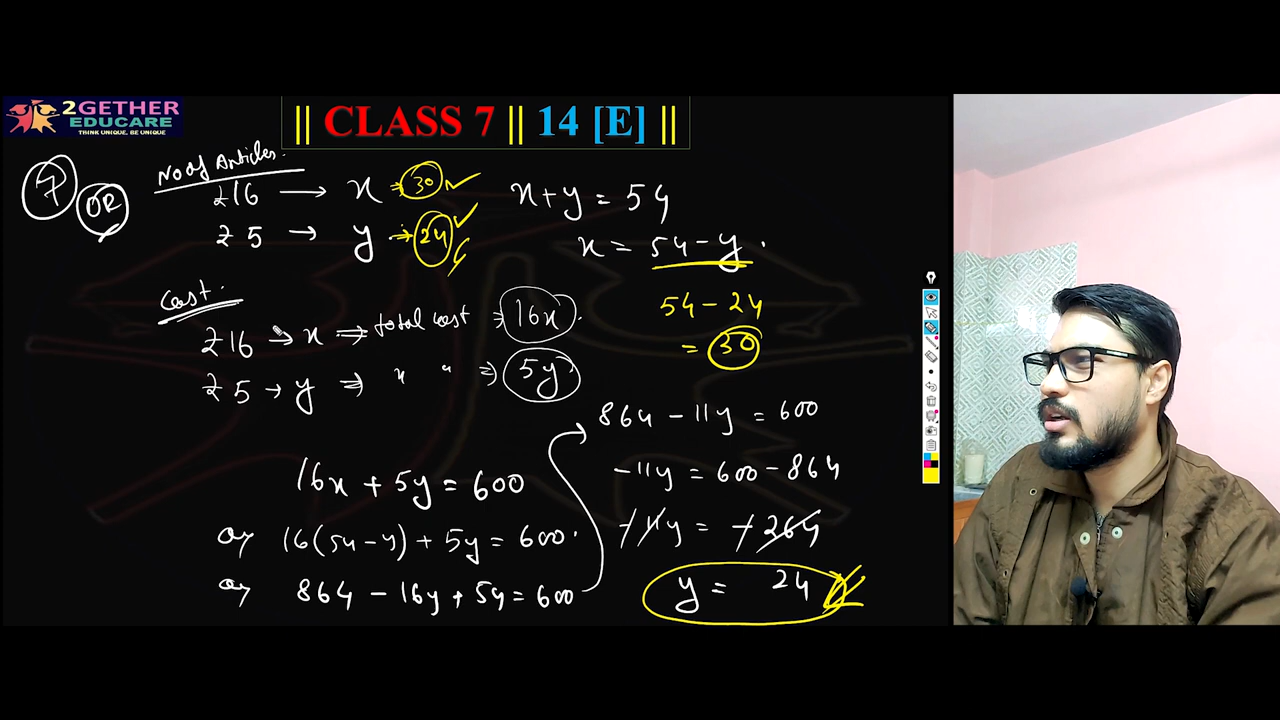 2GETHER
EDUCARE
THINK UNIQUE, BE UNIQUE
|| CLASS 7 || 14 [E] ||
7 OR
No of Articles.
₹16 → x ⇒ 30 ✓
₹5 → y ⇒ 24 ✓
x + y = 54
x = 54 - y.
54 - 24
= 30
Cost.
₹16 → x ⇒ total cost ⇒ 16x.
₹5 → y ⇒ " " ⇒ 5y
16x + 5y = 600
or 16(54 - y) + 5y = 600.
or 864 - 16y + 5y = 600
864 - 11y = 600
-11y = 600 - 864
-11y = -264
y = 24